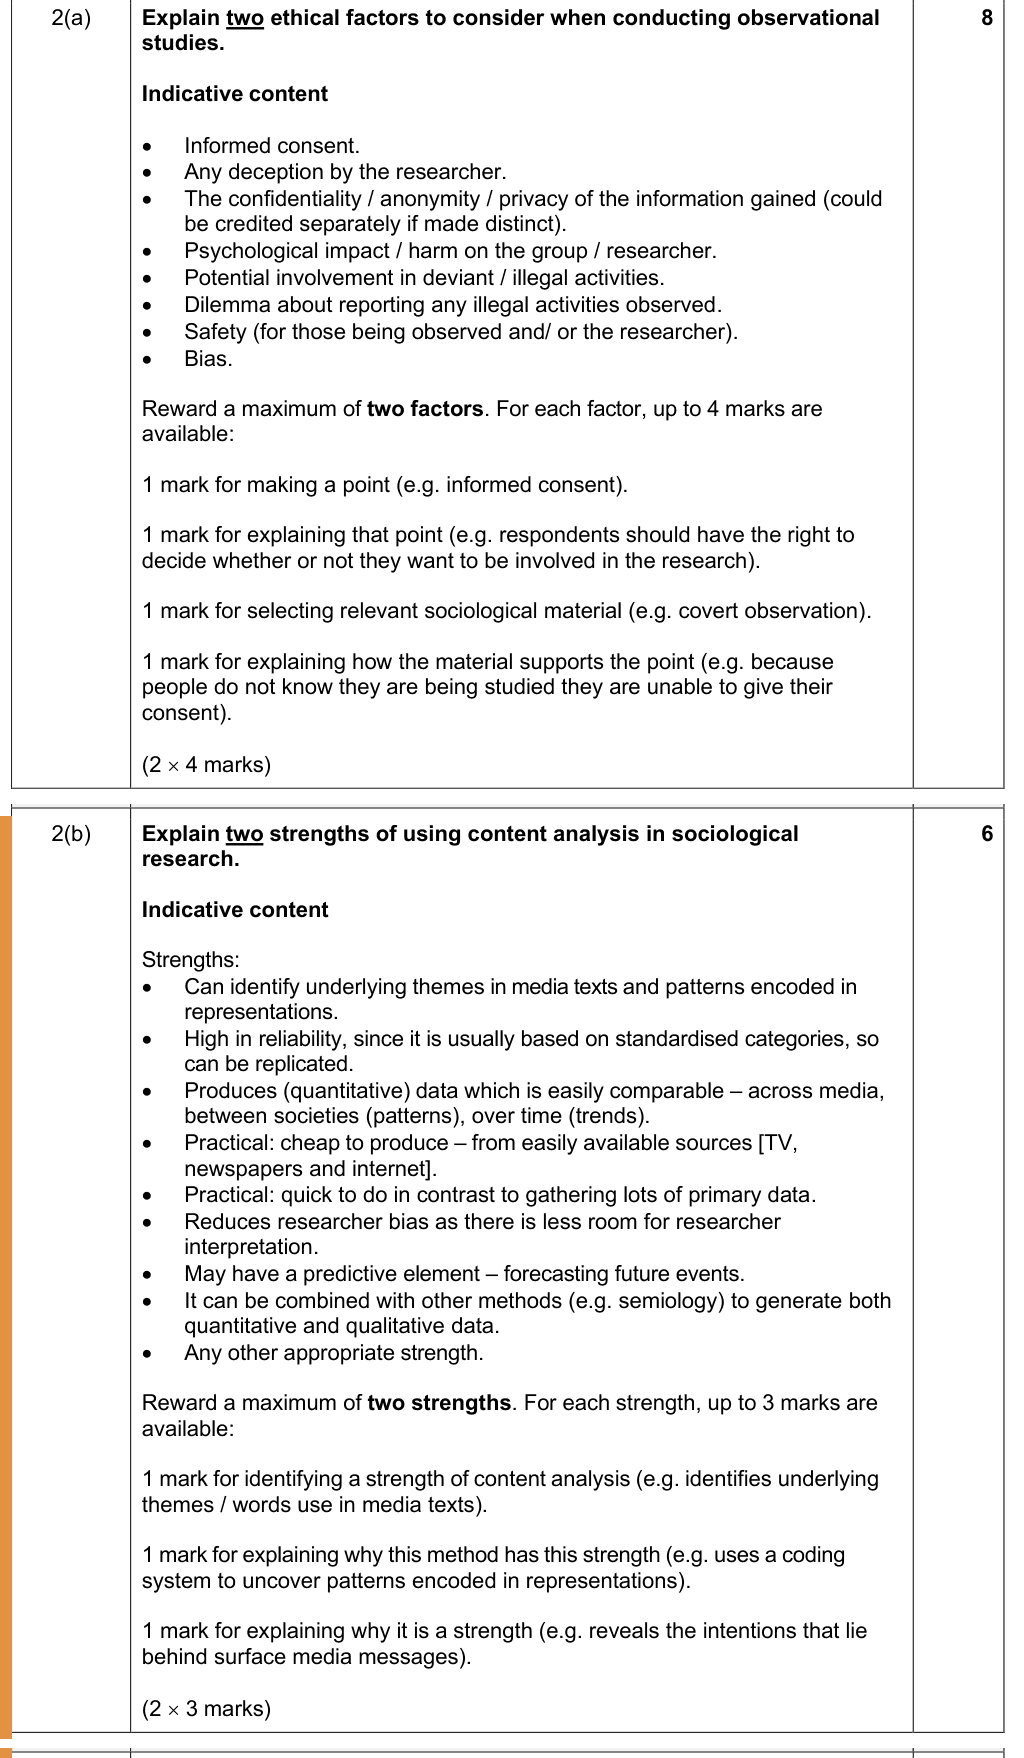 2(a)
Explain two ethical factors to consider when conducting observational
8
studies.
Indicative content
• Informed consent.
• Any deception by the researcher.
• The confidentiality / anonymity / privacy of the information gained (could
be credited separately if made distinct).
• Psychological impact / harm on the group / researcher.
• Potential involvement in deviant / illegal activities.
• Dilemma about reporting any illegal activities observed.
• Safety (for those being observed and/ or the researcher).
• Bias.
Reward a maximum of two factors. For each factor, up to 4 marks are
available:
1 mark for making a point (e.g. informed consent).
1 mark for explaining that point (e.g. respondents should have the right to
decide whether or not they want to be involved in the research).
1 mark for selecting relevant sociological material (e.g. covert observation).
1 mark for explaining how the material supports the point (e.g. because
people do not know they are being studied they are unable to give their
consent).
(2 × 4 marks)
2(b)
Explain two strengths of using content analysis in sociological
6
research.
Indicative content
Strengths:
• Can identify underlying themes in media texts and patterns encoded in
representations.
• High in reliability, since it is usually based on standardised categories, so
can be replicated.
• Produces (quantitative) data which is easily comparable – across media,
between societies (patterns), over time (trends).
• Practical: cheap to produce – from easily available sources [TV,
newspapers and internet].
• Practical: quick to do in contrast to gathering lots of primary data.
• Reduces researcher bias as there is less room for researcher
interpretation.
• May have a predictive element – forecasting future events.
• It can be combined with other methods (e.g. semiology) to generate both
quantitative and qualitative data.
• Any other appropriate strength.
Reward a maximum of two strengths. For each strength, up to 3 marks are
available:
1 mark for identifying a strength of content analysis (e.g. identifies underlying
themes / words use in media texts).
1 mark for explaining why this method has this strength (e.g. uses a coding
system to uncover patterns encoded in representations).
1 mark for explaining why it is a strength (e.g. reveals the intentions that lie
behind surface media messages).
(2 × 3 marks)